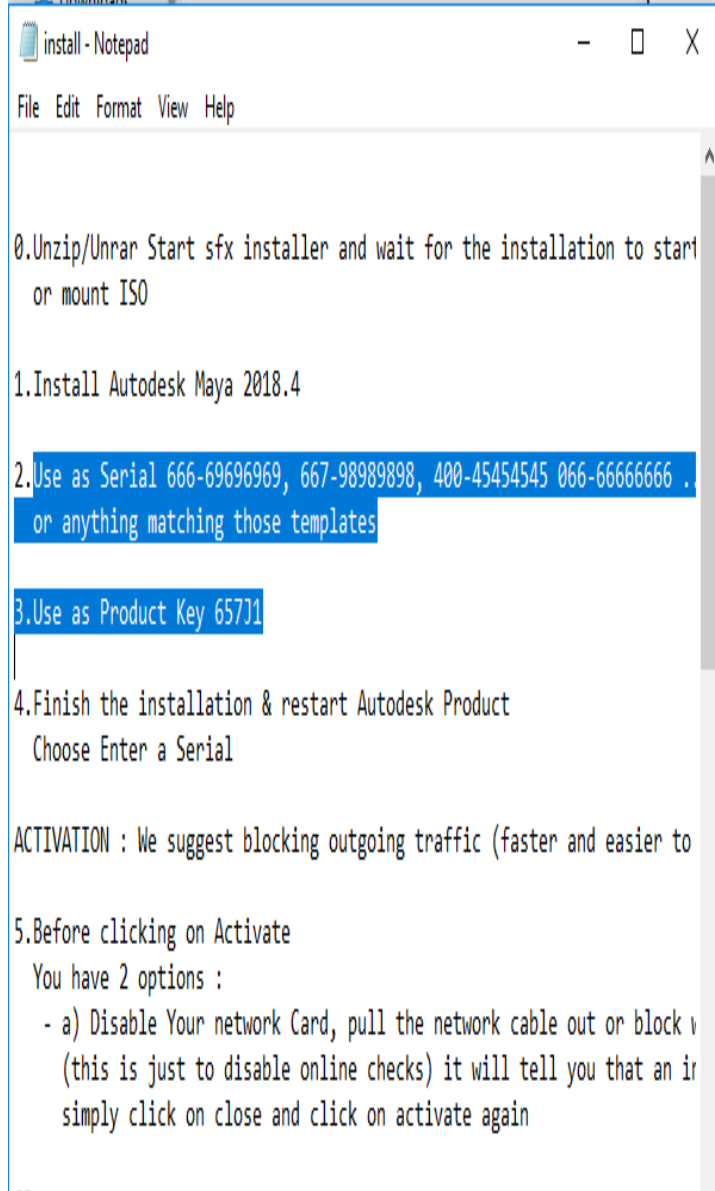 install - Notepad
File Edit Format View Help
0.Unzip/Unrar Start sfx installer and wait for the installation to start
or mount ISO
1.Install Autodesk Maya 2018.4
2.Use as Serial 666-69696969, 667-98989898, 400-45454545 066-66666666 ..
or anything matching those templates
3.Use as Product Key 657J1
4.Finish the installation & restart Autodesk Product
Choose Enter a Serial
ACTIVATION : We suggest blocking outgoing traffic (faster and easier to
5.Before clicking on Activate
You have 2 options :
- a) Disable Your network Card, pull the network cable out or block
(this is just to disable online checks) it will tell you that an
simply click on close and click on activate again